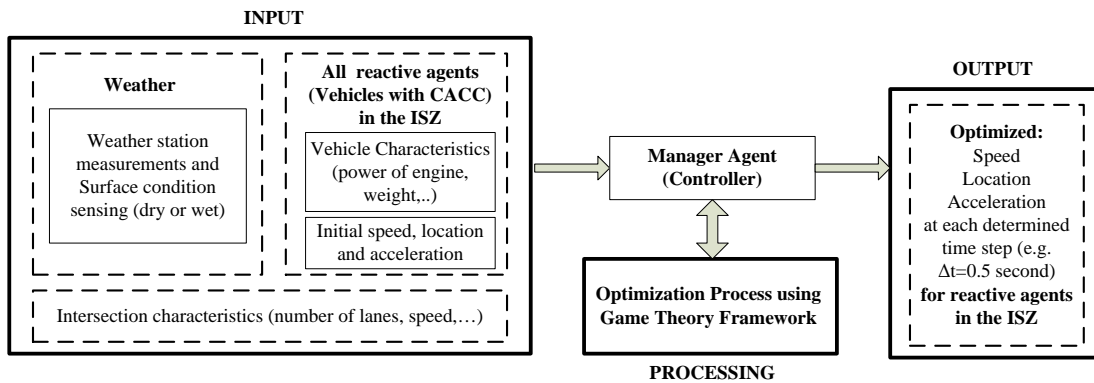 INPUT
Weather
Weather station
measurements and
Surface condition
sensing (dry or wet)
All reactive agents
(Vehicles with CACC)
in the ISZ
Vehicle Characteristics
(power of engine,
weight,..)
Initial speed, location
and acceleration
Intersection characteristics (number of lanes, speed,…)
Manager Agent
(Controller)
Optimization Process using
Game Theory Framework
PROCESSING
OUTPUT
Optimized:
Speed
Location
Acceleration
at each determined
time step (e.g.
Δt=0.5 second)
for reactive agents
in the ISZ